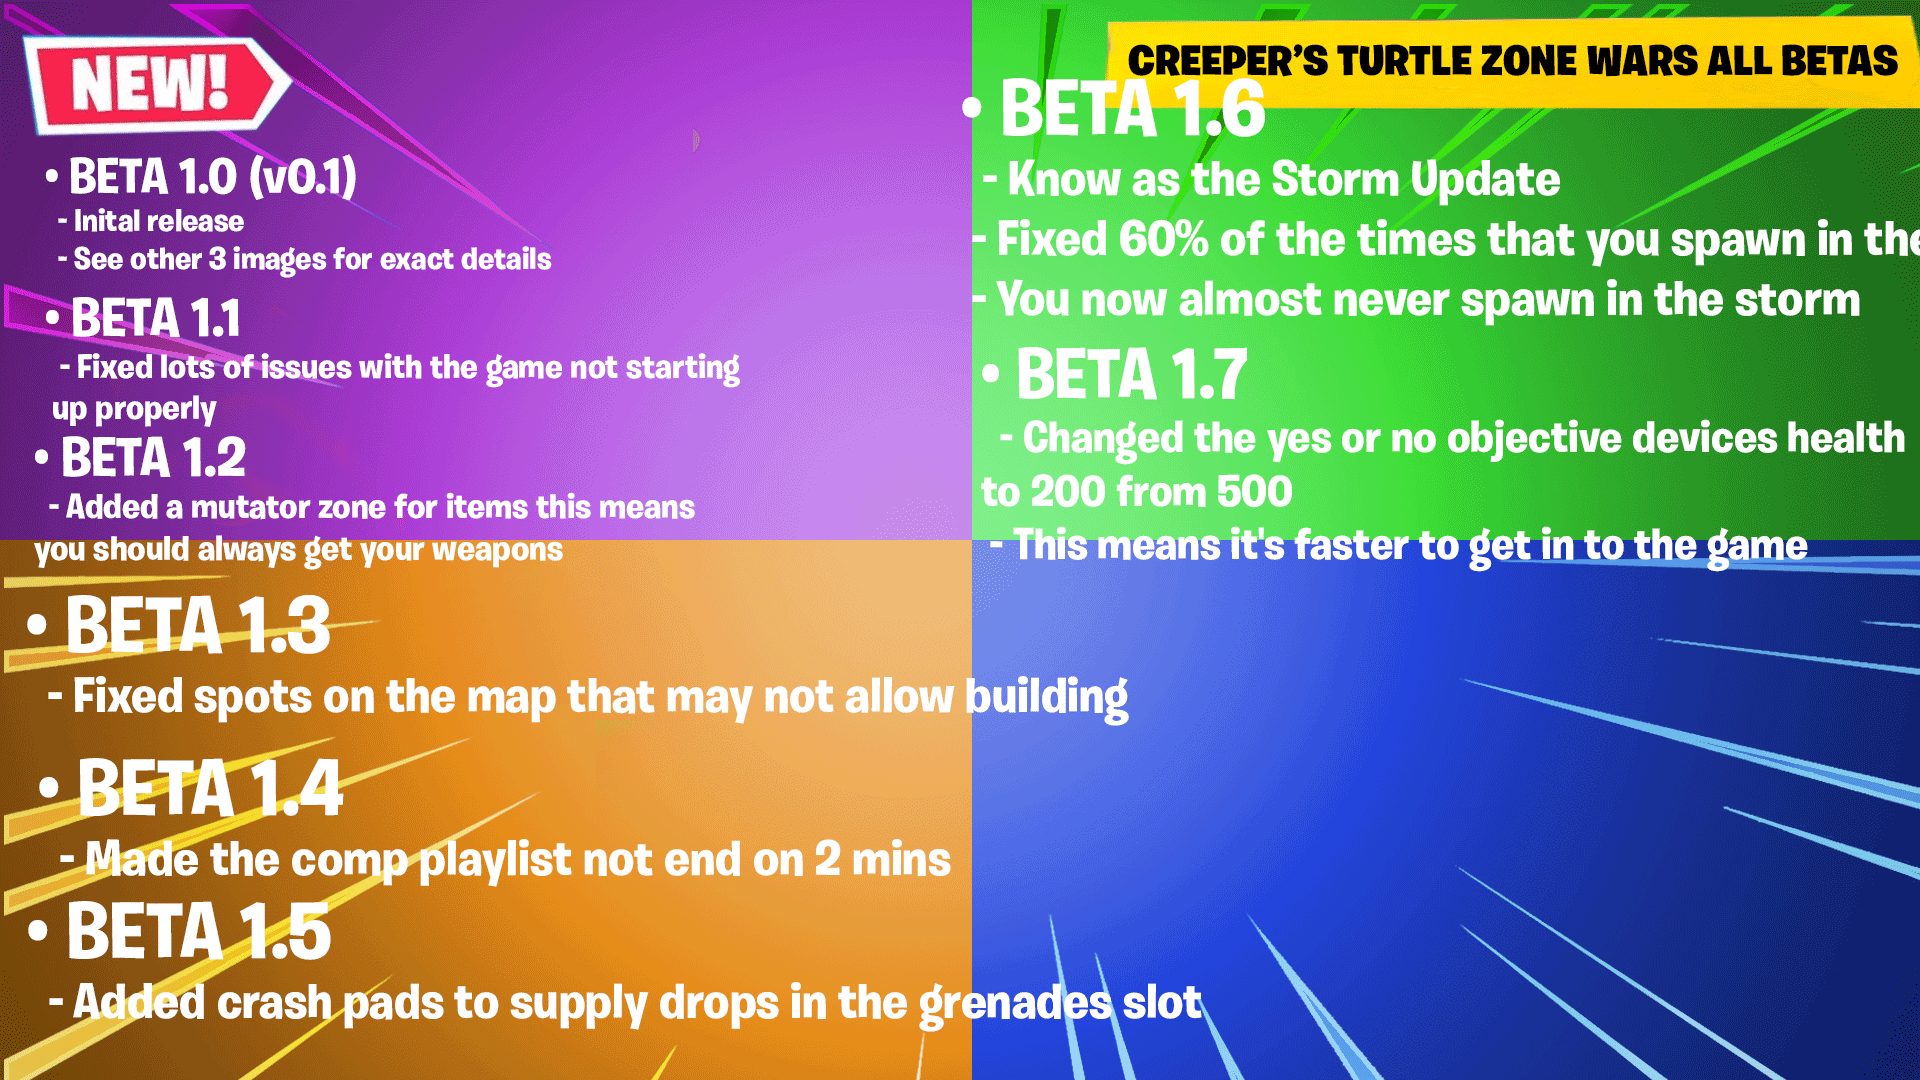 NEW!
• BETA 1.0 (v0.1)
- Inital release
- See other 3 images for exact details
• BETA 1.1
- Fixed lots of issues with the game not starting
up properly
• BETA 1.2
- Added a mutator zone for items this means
you should always get your weapons
• BETA 1.3
- Fixed spots on the map that may not allow building
• BETA 1.4
- Made the comp playlist not end on 2 mins
• BETA 1.5
- Added crash pads to supply drops in the grenades slot
CREEPER’S TURTLE ZONE WARS ALL BETAS
• BETA 1.6
- Know as the Storm Update
- Fixed 60% of the times that you spawn in the
- You now almost never spawn in the storm
• BETA 1.7
- Changed the yes or no objective devices health
to 200 from 500
- This means it's faster to get in to the game